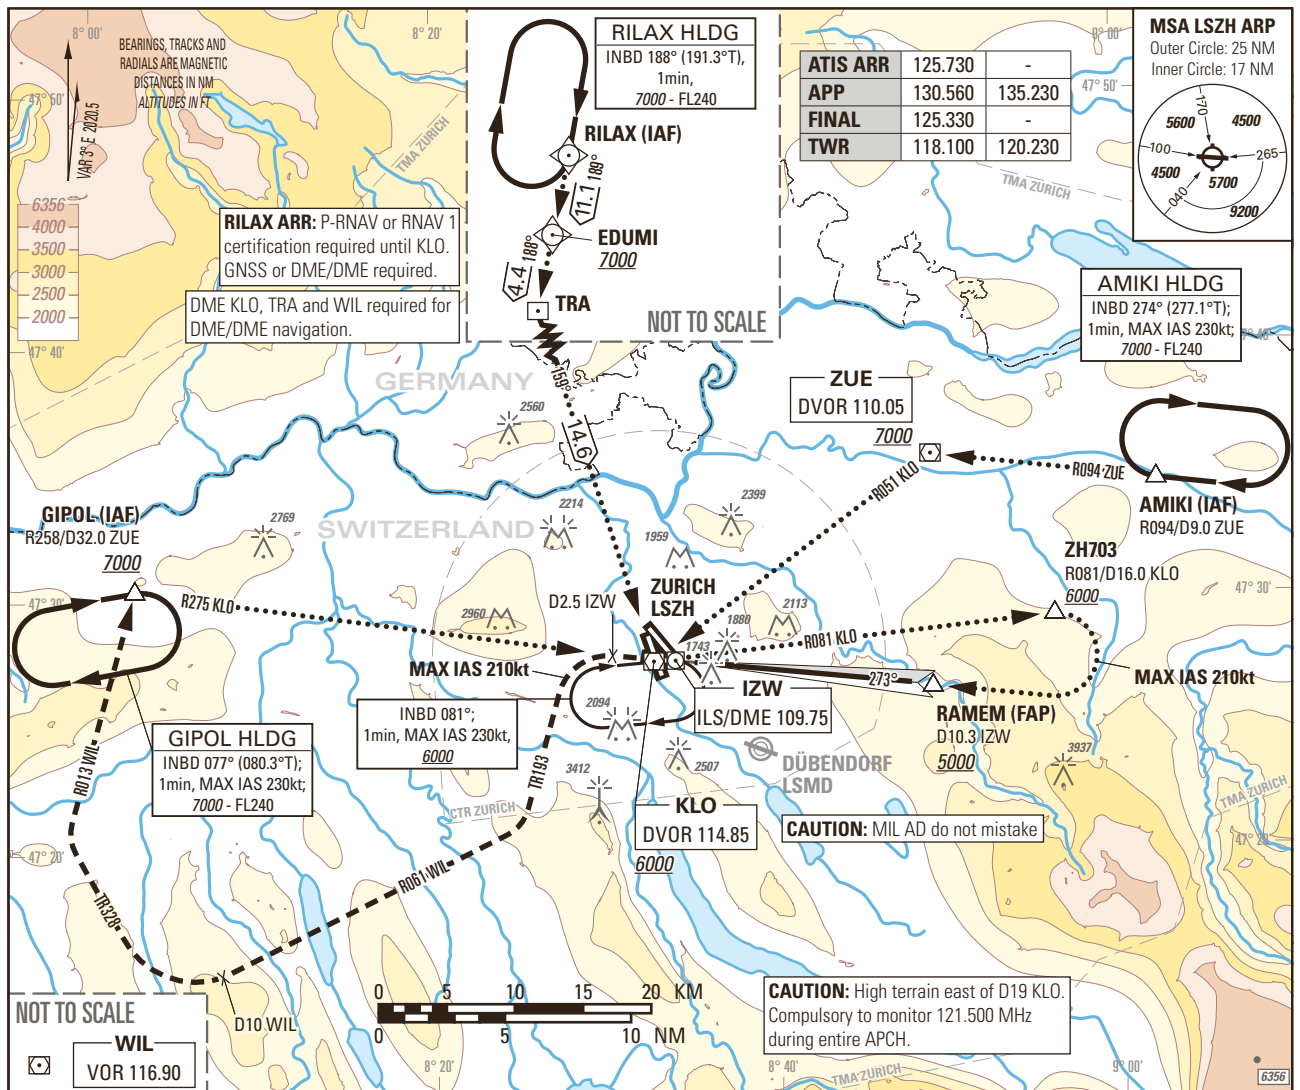 8° 00'
8° 20'
9° 00'
BEARINGS, TRACKS AND
RADIALS ARE MAGNETIC
DISTANCES IN NM
ALTITUDES IN FT
47° 50'
VAR 3° E 2020.5
TMA ZURICH
6356
4000
3500
3000
2500
2000
47° 40'
RILAX ARR: P-RNAV or RNAV 1
certification required until KLO.
GNSS or DME/DME required.
DME KLO, TRA and WIL required for
DME/DME navigation.
RILAX HLDG
INBD 188° (191.3°T),
1min,
7000 - FL240
RILAX (IAF)
11.1
189°
EDUMI
7000
4.4
188°
TRA
NOT TO SCALE
ATIS ARR 125.730 -
APP 130.560 135.230
FINAL 125.330 -
TWR 118.100 120.230
47° 50'
TMA ZURICH
MSA LSZH ARP
Outer Circle: 25 NM
Inner Circle: 17 NM
170
5600
4500
100
265
4500
5700
040
9200
AMIKI HLDG
INBD 274° (277.1°T);
1min, MAX IAS 230kt;
7000 - FL240
7° 40'
GERMANY
159°
14.6
2560
ZUE
DVOR 110.05
7000
R094 ZUE
R051 KLO
AMIKI (IAF)
R094/D9.0 ZUE
GIPOL (IAF)
R258/D32.0 ZUE
7000
2769
SWITZERLAND
2214
2399
1959
ZH703
R081/D16.0 KLO
6000
47° 30'
47° 30'
R275 KLO
2960
D2.5 IZW
ZURICH
LSZH
2113
1880
1743
R081 KLO
MAX IAS 210kt
MAX IAS 210kt
273°
INBD 081°;
1min, MAX IAS 230kt,
6000
2094
IZW
ILS/DME 109.75
RAMEM (FAP)
D10.3 IZW
5000
GIPOL HLDG
INBD 077° (080.3°T);
1min, MAX IAS 230kt;
7000 - FL240
R013 WIL
TR193
3412
2507
DÜBENDORF
LSMD
3937
CTR ZURICH
KLO
DVOR 114.85
6000
CAUTION: MIL AD do not mistake
TMA ZURICH
47° 20'
47° 20'
TR328
R061 WIL
D10 WIL
NOT TO SCALE
WIL
VOR 116.90
0 5 10 15 20 KM
0 5 10 NM
CAUTION: High terrain east of D19 KLO.
Compulsory to monitor 121.500 MHz
during entire APCH.
8° 20'
8° 40'
9° 00'
TMA ZURICH
6356